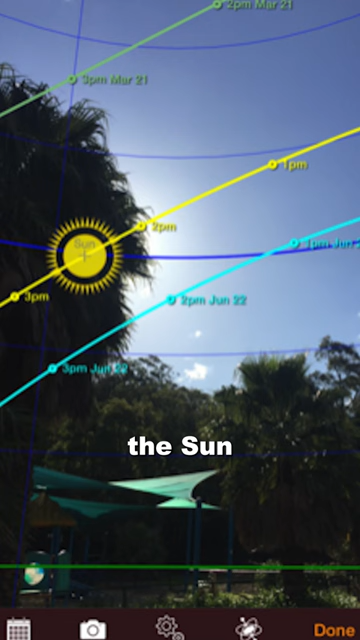 2pm Mar 21
3pm Mar 21
1pm
Sun
2pm
1pm Jun 2
3pm
2pm Jun 22
3pm Jun 22
the Sun
Done